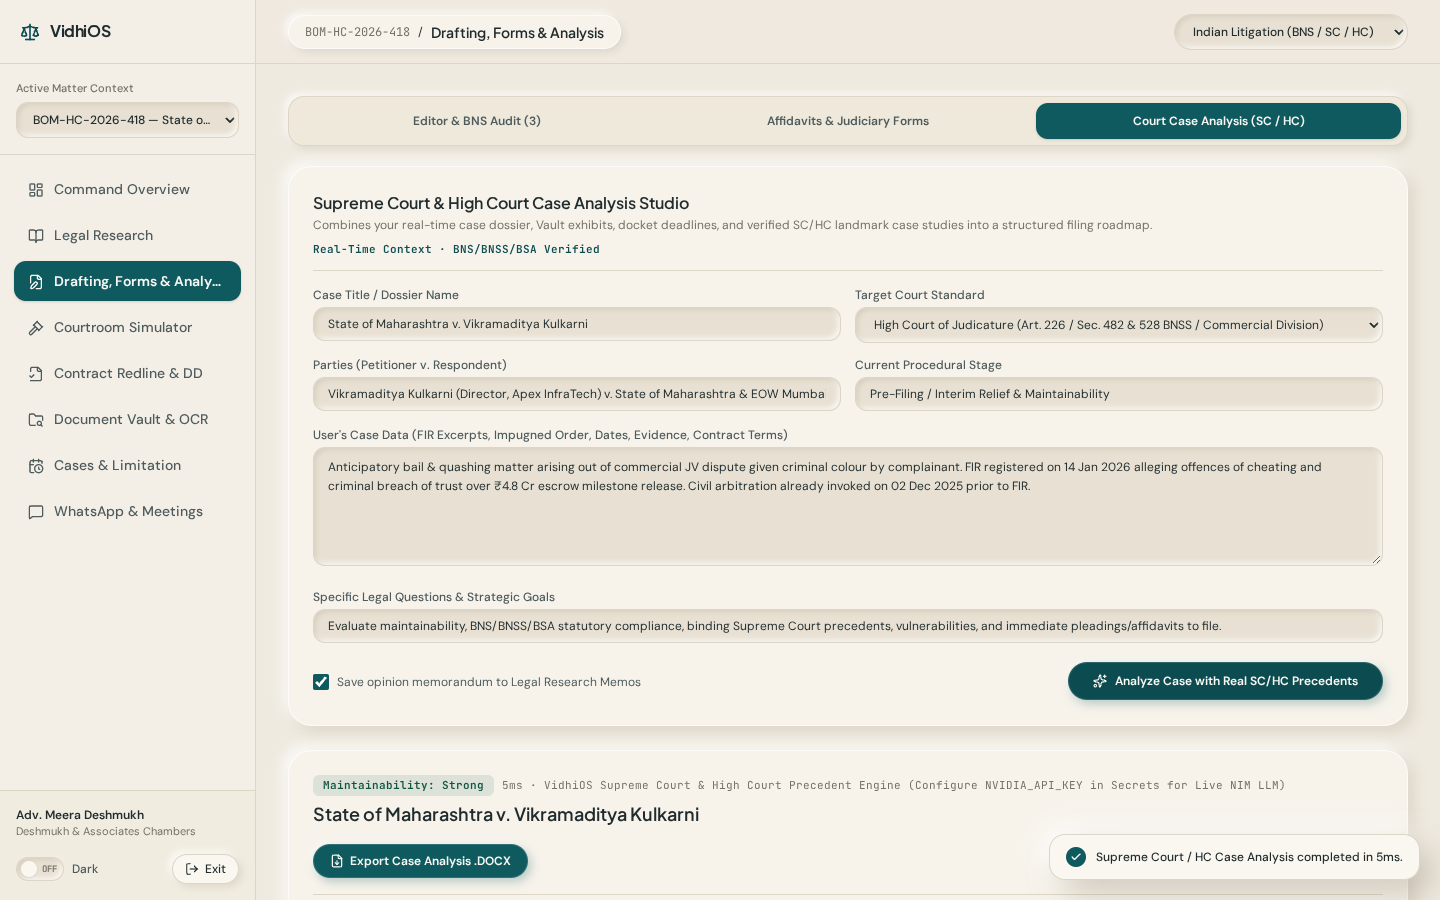 VidhiOS
BOM-HC-2026-418 / Drafting, Forms & Analysis
Indian Litigation (BNS / SC / HC)
Active Matter Context
BOM-HC-2026-418 — State o...
Command Overview
Legal Research
Drafting, Forms & Analy...
Courtroom Simulator
Contract Redline & DD
Document Vault & OCR
Cases & Limitation
WhatsApp & Meetings
Adv. Meera Deshmukh
Deshmukh & Associates Chambers
OFF Dark
Exit
Editor & BNS Audit (3)
Affidavits & Judiciary Forms
Court Case Analysis (SC / HC)
Supreme Court & High Court Case Analysis Studio
Combines your real-time case dossier, Vault exhibits, docket deadlines, and verified SC/HC landmark case studies into a structured filing roadmap.
Real-Time Context · BNS/BNSS/BSA Verified
Case Title / Dossier Name
State of Maharashtra v. Vikramaditya Kulkarni
Target Court Standard
High Court of Judicature (Art. 226 / Sec. 482 & 528 BNSS / Commercial Division)
Parties (Petitioner v. Respondent)
Vikramaditya Kulkarni (Director, Apex InfraTech) v. State of Maharashtra & EOW Mumba
Current Procedural Stage
Pre-Filing / Interim Relief & Maintainability
User's Case Data (FIR Excerpts, Impugned Order, Dates, Evidence, Contract Terms)
Anticipatory bail & quashing matter arising out of commercial JV dispute given criminal colour by complainant. FIR registered on 14 Jan 2026 alleging offences of cheating and
criminal breach of trust over ₹4.8 Cr escrow milestone release. Civil arbitration already invoked on 02 Dec 2025 prior to FIR.
Specific Legal Questions & Strategic Goals
Evaluate maintainability, BNS/BNSS/BSA statutory compliance, binding Supreme Court precedents, vulnerabilities, and immediate pleadings/affidavits to file.
Save opinion memorandum to Legal Research Memos
Analyze Case with Real SC/HC Precedents
Maintainability: Strong
5ms · VidhiOS Supreme Court & High Court Precedent Engine (Configure NVIDIA_API_KEY in Secrets for Live NIM LLM)
State of Maharashtra v. Vikramaditya Kulkarni
Export Case Analysis .DOCX
Supreme Court / HC Case Analysis completed in 5ms.